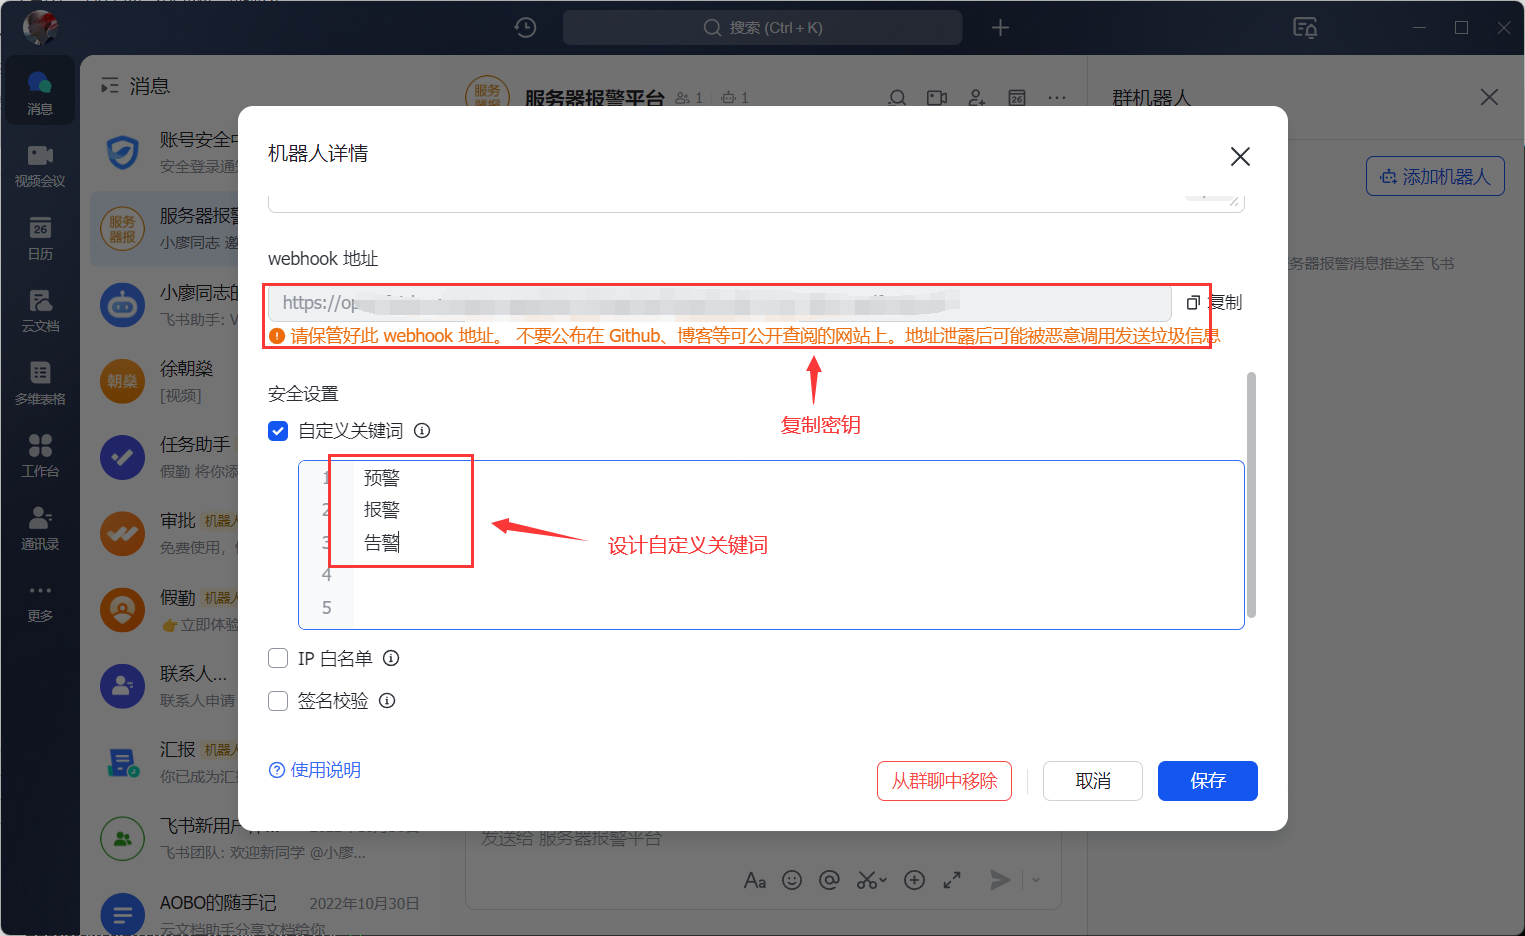 搜索 (Ctrl + K)
消息
视频会议
26
日历
云文档
多维表格
工作台
通讯录
更多
消息
账号安全中
安全登录通知
服务
器报
服务器报警
小廖同志 邀
小廖同志的
飞书助手: V
朝燊
徐朝燊
[视频]
任务助手
假勤 将你添
审批 机器人
免费使用，
假勤 机器人
立即体验
联系人...
联系人申请
汇报 机器人
你已成为汇报
飞书新用户
飞书团队: 欢迎新同学 @小廖...
AOBO的随手记 2022年10月30日
云文档助手分享文档给你
服务
器报
服务器报警平台
1
1
26
群机器人
添加机器人
务器报警消息推送至飞书
机器人详情
webhook 地址
https://op
复制
请保管好此 webhook 地址。 不要公布在 Github、博客等可公开查阅的网站上。地址泄露后可能被恶意调用发送垃圾信息
复制密钥
安全设置
自定义关键词
1 预警
2 报警
3 告警
4
5
设计自定义关键词
IP 白名单
签名校验
使用说明
从群聊中移除
取消
保存
发送给 服务器报警平台
Aa